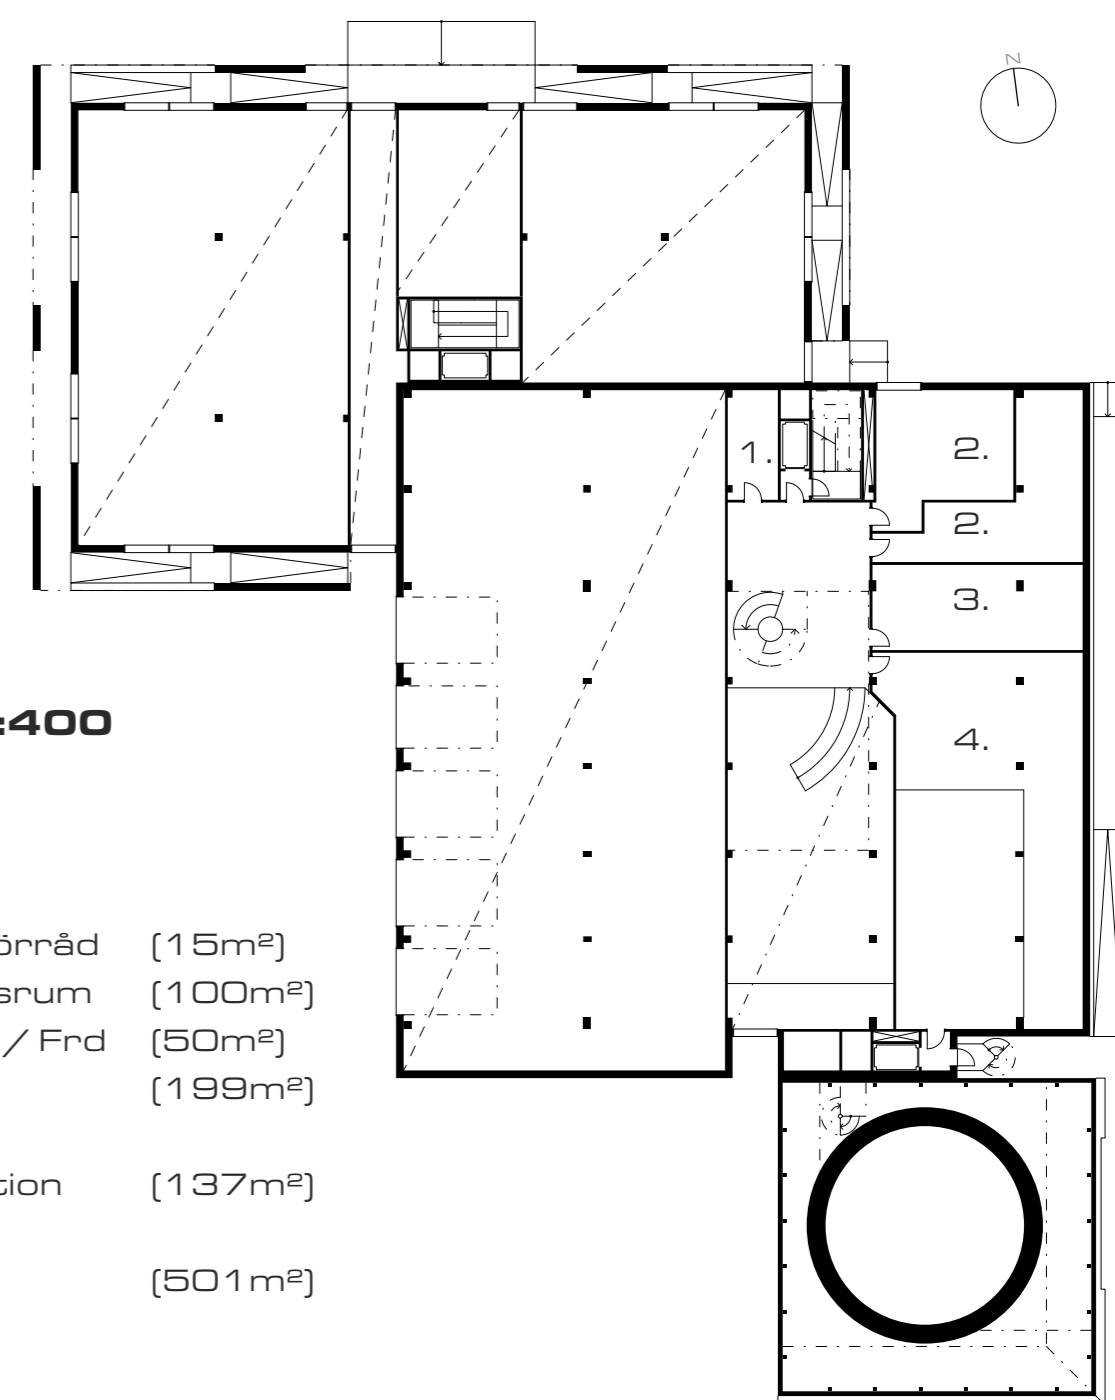 N
1.
2.
2.
3.
4.
:400
örråd (15m²)
srum (100m²)
/ Frd (50m²)
(199m²)
tion (137m²)
(501m²)